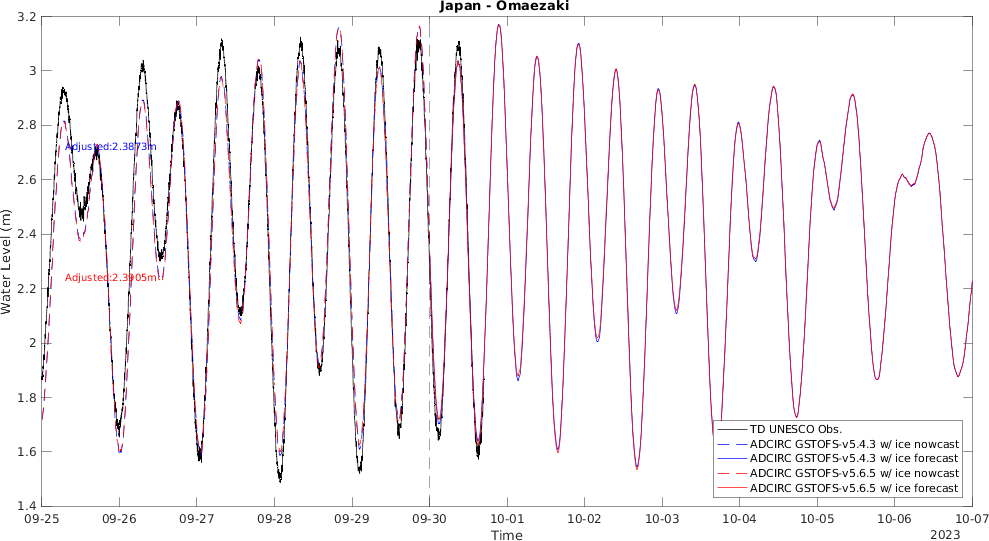 Japan - Omaezaki
Water Level (m)
3.2
3
2.8
2.6
2.4
2.2
2
1.8
1.6
1.4
Adjusted:2.3873m
Adjusted:2.3905m
TD UNESCO Obs.
ADCIRC GSTOFS-v5.4.3 w/ ice nowcast
ADCIRC GSTOFS-v5.4.3 w/ ice forecast
ADCIRC GSTOFS-v5.6.5 w/ ice nowcast
ADCIRC GSTOFS-v5.6.5 w/ ice forecast
09-25 09-26 09-27 09-28 09-29 09-30 10-01 10-02 10-03 10-04 10-05 10-06 10-07
Time
2023